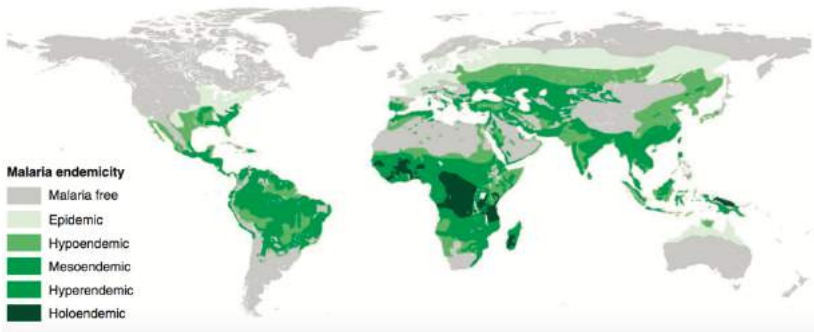 Malaria endemicity
Malaria free
Epidemic
Hypoendemic
Mesoendemic
Hyperendemic
Holoendemic